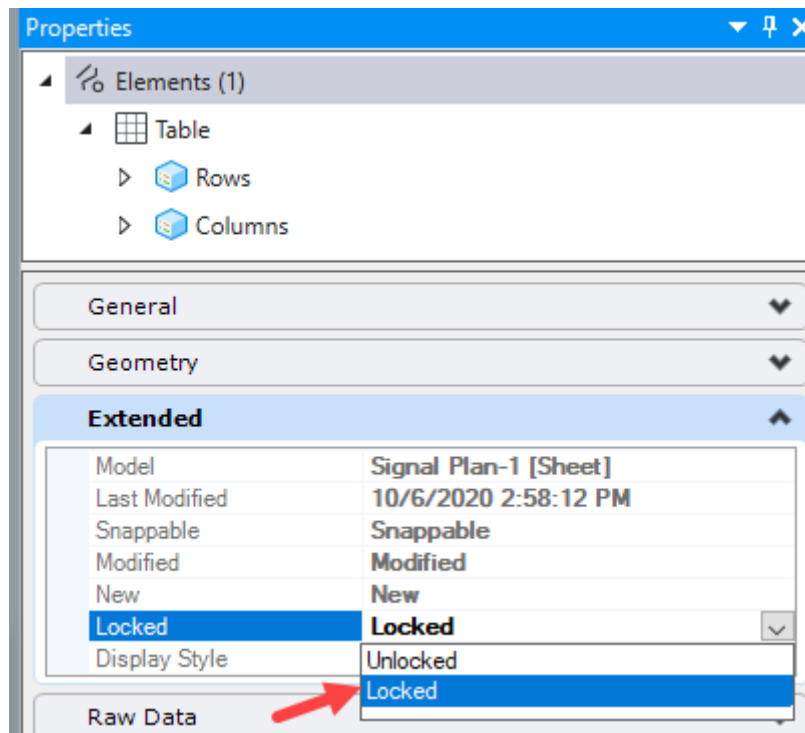 Properties
Elements (1)
Table
Rows
Columns
General
Geometry
Extended
Model Signal Plan-1 [Sheet]
Last Modified 10/6/2020 2:58:12 PM
Snappable Snappable
Modified Modified
New New
Locked Locked
Display Style Unlocked
Locked
Raw Data